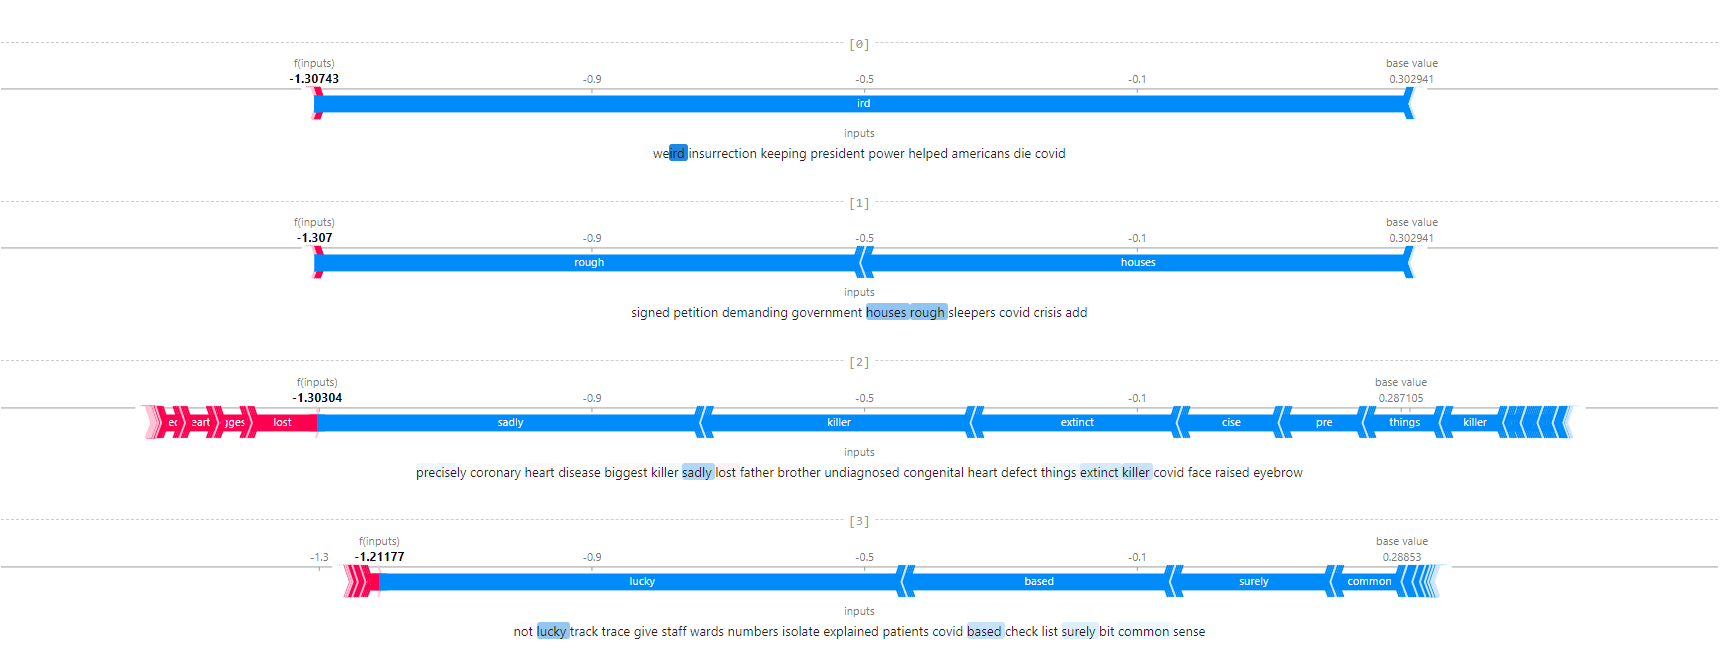 [0]
f(inputs) base value
-1.30743 -0.9 -0.5 -0.1 0.302941
ird
inputs
weird insurrection keeping president power helped americans die covid
[1]
f(inputs) base value
-1.307 -0.9 -0.5 -0.1 0.302941
rough houses
inputs
signed petition demanding government houses rough sleepers covid crisis add
[2]
f(inputs) base value
-1.30304 -0.9 -0.5 -0.1 0.287105
ec eart gges lost sadly killer extinct cise pre things killer
inputs
precisely coronary heart disease biggest killer sadly lost father brother undiagnosed congenital heart defect things extinct killer covid face raised eyebrow
[3]
f(inputs) base value
-1.3 -1.21177 -0.9 -0.5 -0.1 0.28853
lucky based surely common
inputs
not lucky track trace give staff wards numbers isolate explained patients covid based check list surely bit common sense